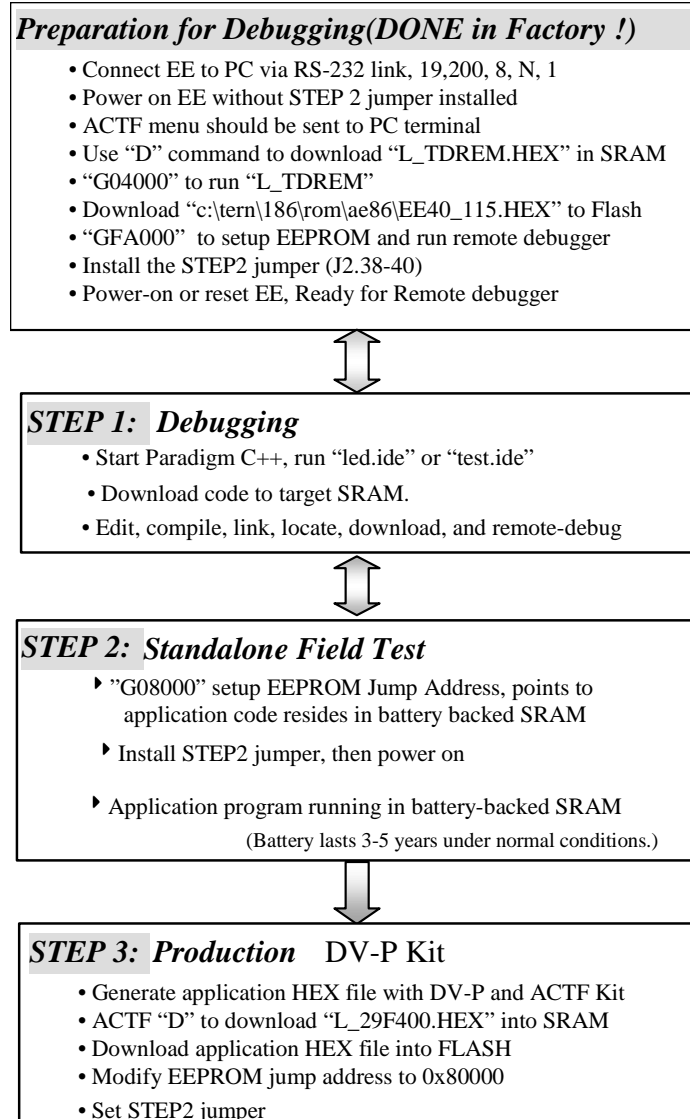 Preparation for Debugging(DONE in Factory !)
• Connect EE to PC via RS-232 link, 19,200, 8, N, 1
• Power on EE without STEP 2 jumper installed
• ACTF menu should be sent to PC terminal
• Use “D” command to download “L_TDREM.HEX” in SRAM
• “G04000” to run “L_TDREM”
• Download “c:\tern\186\rom\ae86\EE40_115.HEX” to Flash
• “GFA000” to setup EEPROM and run remote debugger
• Install the STEP2 jumper (J2.38-40)
• Power-on or reset EE, Ready for Remote debugger
STEP 1: Debugging
• Start Paradigm C++, run “led.ide” or “test.ide”
• Download code to target SRAM.
• Edit, compile, link, locate, download, and remote-debug
STEP 2: Standalone Field Test
”G08000” setup EEPROM Jump Address, points to
application code resides in battery backed SRAM
Install STEP2 jumper, then power on
Application program running in battery-backed SRAM
(Battery lasts 3-5 years under normal conditions.)
STEP 3: Production DV-P Kit
• Generate application HEX file with DV-P and ACTF Kit
• ACTF “D” to download “L_29F400.HEX” into SRAM
• Download application HEX file into FLASH
• Modify EEPROM jump address to 0x80000
• Set STEP2 jumper